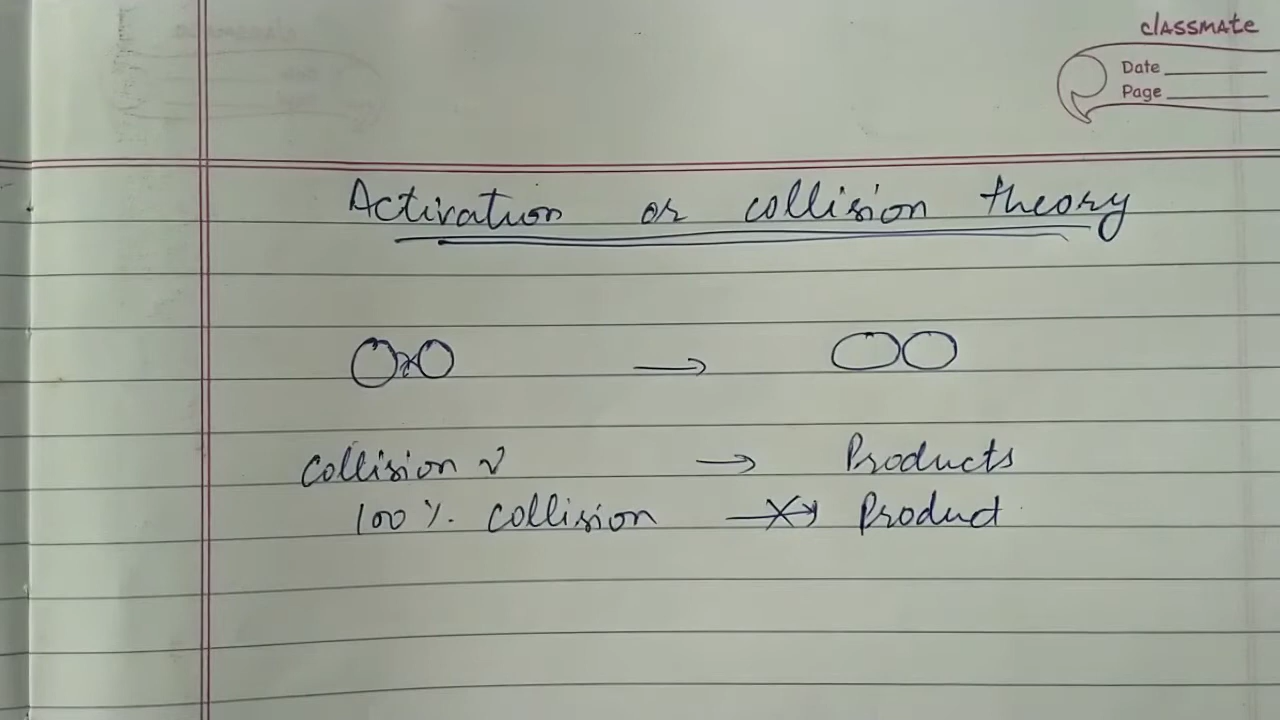 classmate
Date
Page
Activation or collision theory
→
Collision ✓ → Products
100 %. Collision → Product